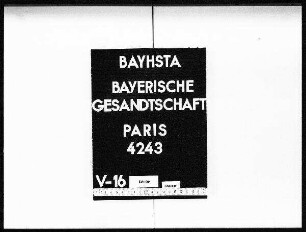 BAYHSTA
BAYERISCHE
GESANDTSCHAFT
PARIS
4243
V-16